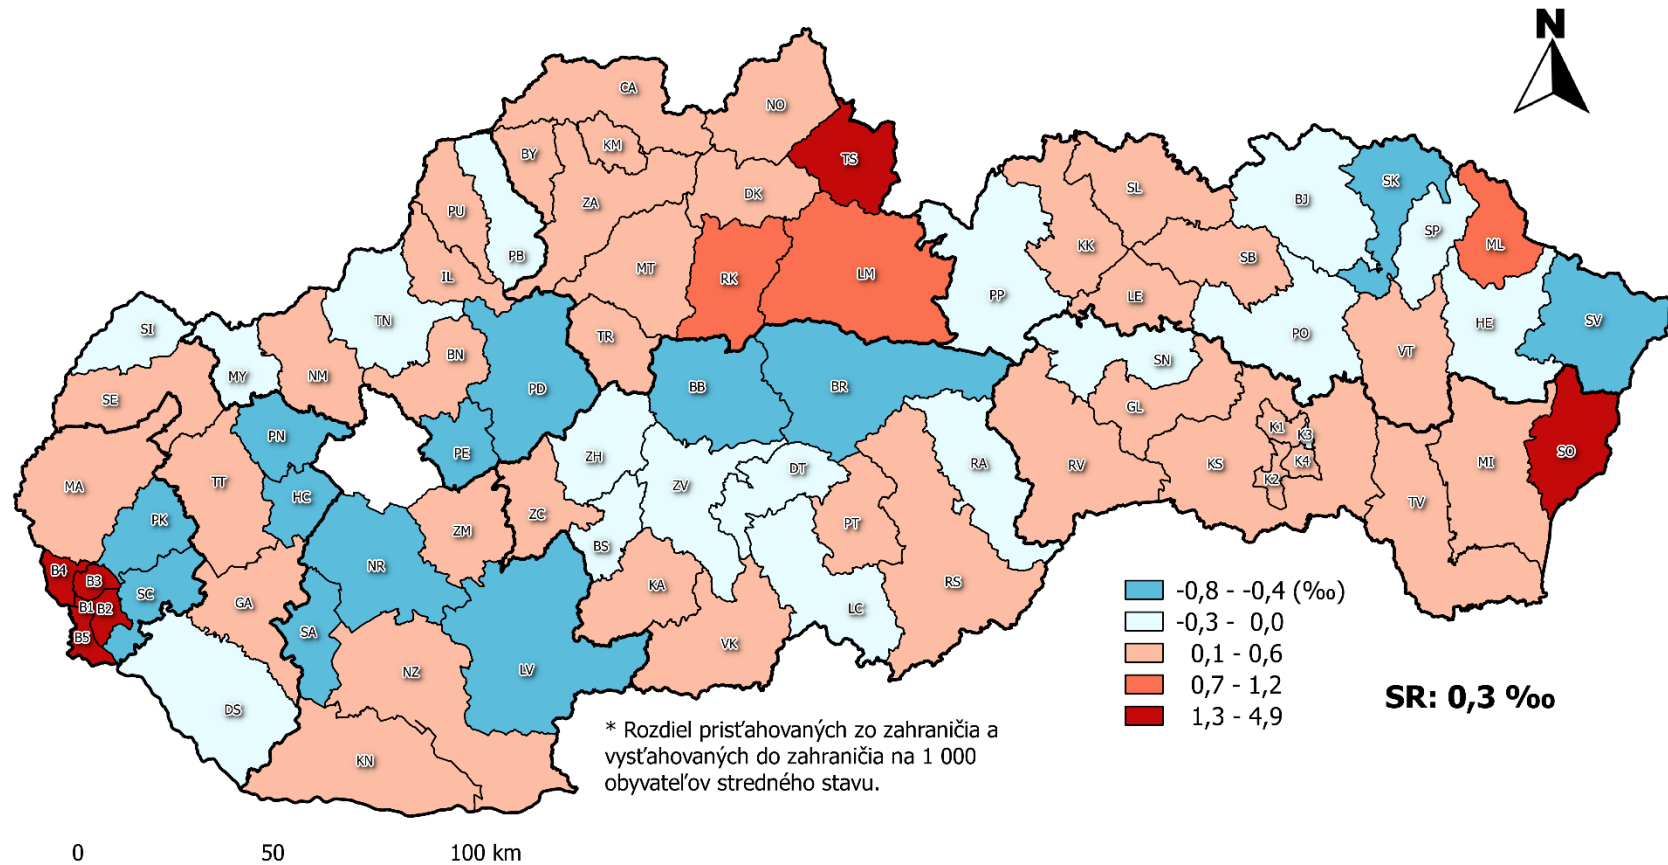 N
CA
NO
KM
BY
TS
DK
SL
SK
BJ
ZA
PU
SP
KK
ML
PB
SB
MT
IL
RK
LM
PP
LE
TN
HE
SV
SI
PO
TR
VT
BN
SN
MY
NM
PD
BB
BR
SE
GL
K1
K3
PN
PE
ZH
DT
RA
RV
KS
K4
K2
MI
SO
MA
TT
HC
ZV
PK
ZM
ZC
PT
TV
BS
B4
B3
NR
SC
KA
RS
B1
B2
GA
LC
B5
SA
VK
NZ
LV
DS
KN
-0,8 - -0,4 (‰)
-0,3 - 0,0
0,1 - 0,6
0,7 - 1,2
1,3 - 4,9
SR: 0,3 ‰
* Rozdiel prisťahovaných zo zahraničia a
vysťahovaných do zahraničia na 1 000
obyvateľov stredného stavu.
0 50 100 km